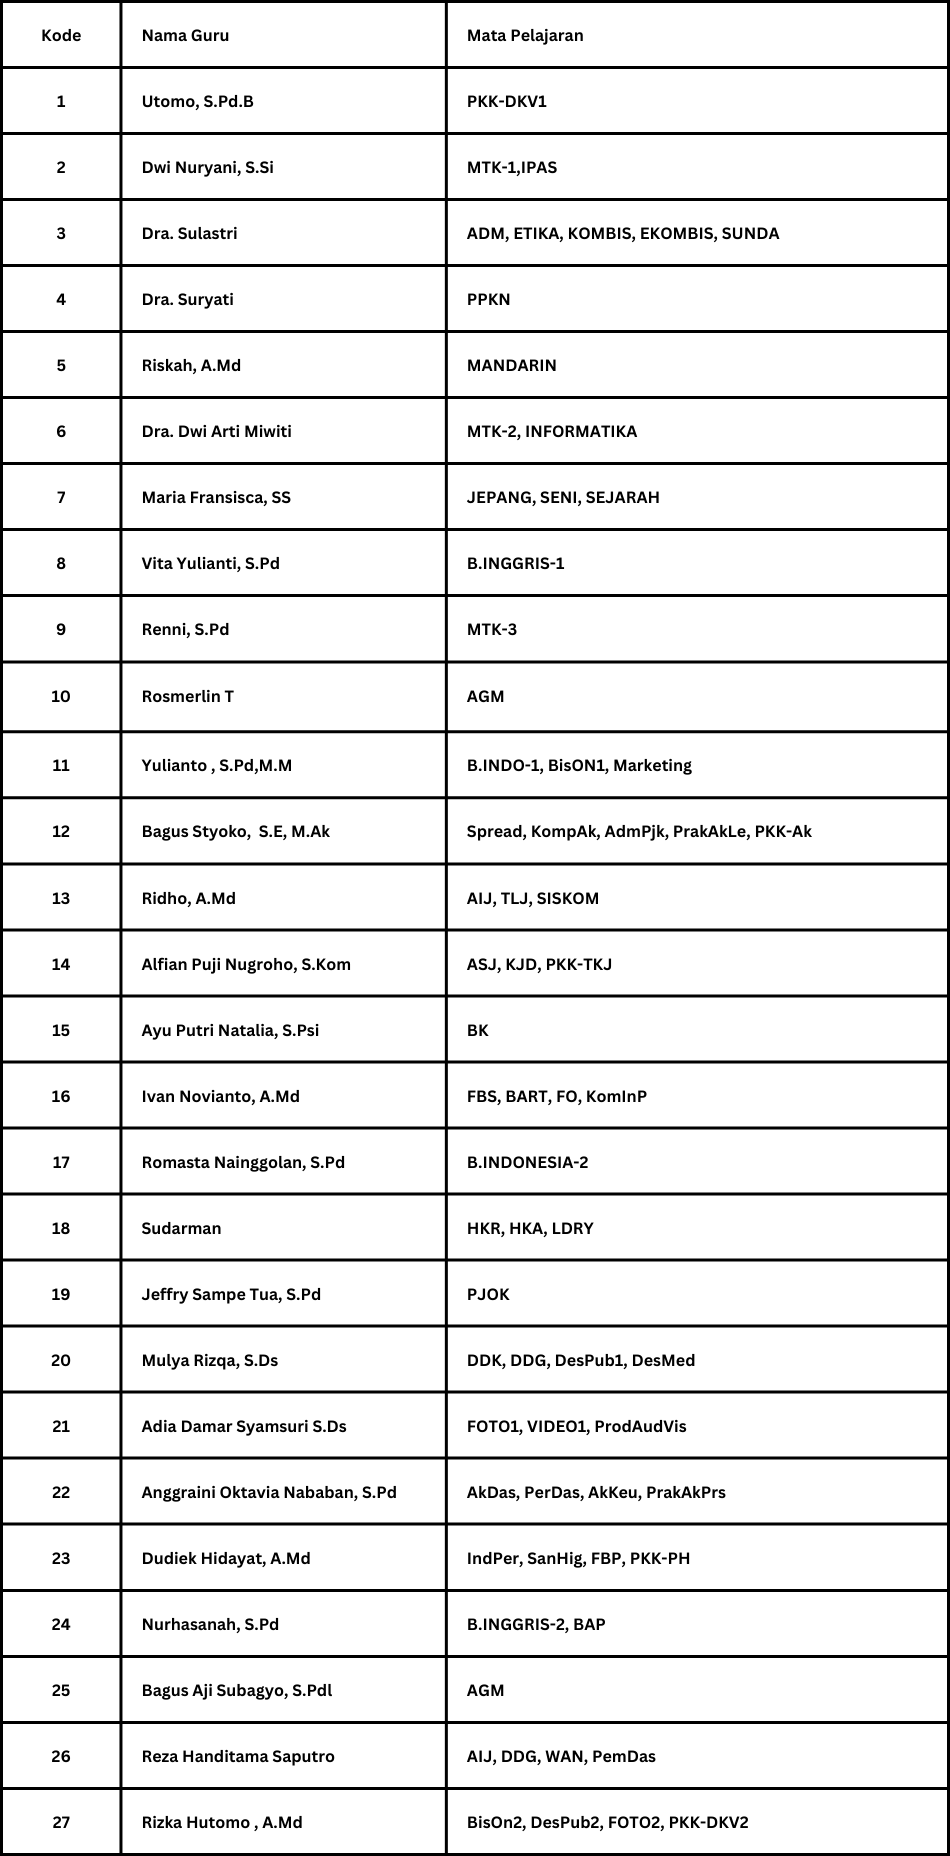 Kode Nama Guru Mata Pelajaran
1 Utomo, S.Pd.B PKK-DKV1
2 Dwi Nuryani, S.Si MTK-1,IPAS
3 Dra. Sulastri ADM, ETIKA, KOMBIS, EKOMBIS, SUNDA
4 Dra. Suryati PPKN
5 Riskah, A.Md MANDARIN
6 Dra. Dwi Arti Miwiti MTK-2, INFORMATIKA
7 Maria Fransisca, SS JEPANG, SENI, SEJARAH
8 Vita Yulianti, S.Pd B.INGGRIS-1
9 Renni, S.Pd MTK-3
10 Rosmerlin T AGM
11 Yulianto , S.Pd,M.M B.INDO-1, BisON1, Marketing
12 Bagus Styoko,  S.E, M.Ak Spread, KompAk, AdmPjk, PrakAkLe, PKK-Ak
13 Ridho, A.Md AIJ, TLJ, SISKOM
14 Alfian Puji Nugroho, S.Kom ASJ, KJD, PKK-TKJ
15 Ayu Putri Natalia, S.Psi BK
16 Ivan Novianto, A.Md FBS, BART, FO, KomInP
17 Romasta Nainggolan, S.Pd B.INDONESIA-2
18 Sudarman HKR, HKA, LDRY
19 Jeffry Sampe Tua, S.Pd PJOK
20 Mulya Rizqa, S.Ds DDK, DDG, DesPub1, DesMed
21 Adia Damar Syamsuri S.Ds FOTO1, VIDEO1, ProdAudVis
22 Anggraini Oktavia Nababan, S.Pd AkDas, PerDas, AkKeu, PrakAkPrs
23 Dudiek Hidayat, A.Md IndPer, SanHig, FBP, PKK-PH
24 Nurhasanah, S.Pd B.INGGRIS-2, BAP
25 Bagus Aji Subagyo, S.Pdl AGM
26 Reza Handitama Saputro AIJ, DDG, WAN, PemDas
27 Rizka Hutomo , A.Md BisOn2, DesPub2, FOTO2, PKK-DKV2